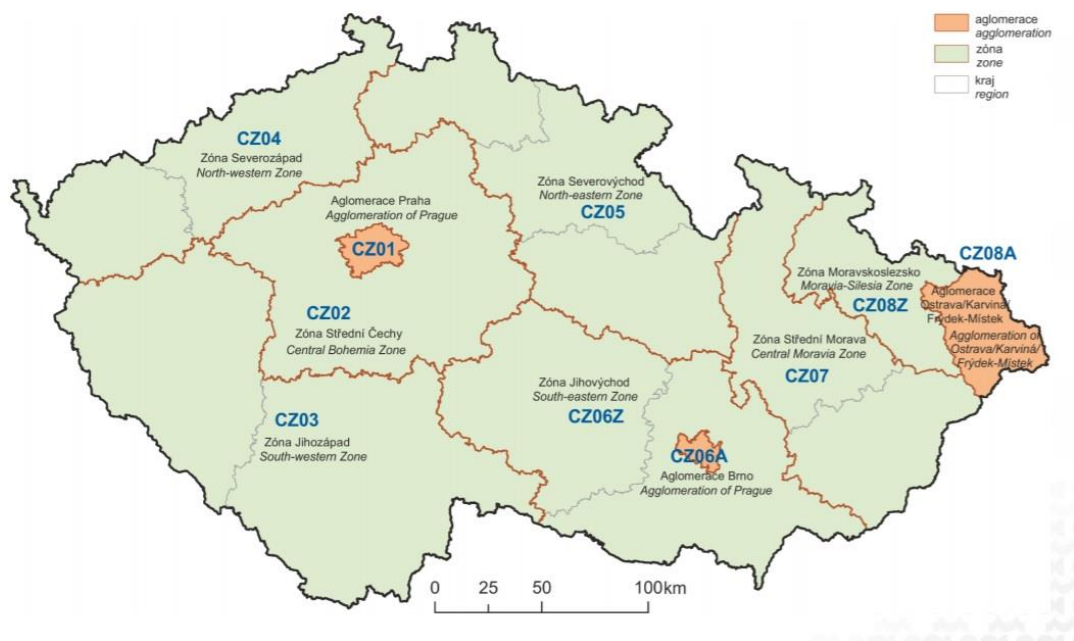 aglomerace
agglomeration
zóna
zone
kraj
region
CZ04
Zóna Severozápad
North-western Zone
Zóna Severovýchod
North-eastern Zone
CZ05
Aglomerace Praha
Agglomeration of Prague
CZ01
CZ08A
Zóna Moravskoslezsko
Moravia-Silesia Zone
CZ08Z
Aglomerace
Ostrava/Karviná/
Frýdek-Místek
Agglomeration of
Ostrava/Karviná/
Frýdek-Místek
CZ02
Zóna Střední Čechy
Central Bohemia Zone
Zóna Střední Morava
Central Moravia Zone
CZ07
Zóna Jihovýchod
South-eastern Zone
CZ06Z
CZ03
Zóna Jihozápad
South-western Zone
CZ06A
Aglomerace Brno
Agglomeration of Prague
0 25 50 100km